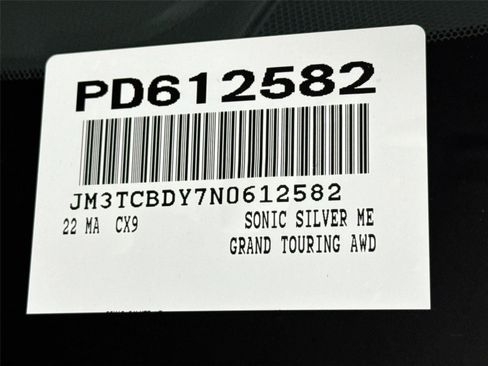 PD612582
JM3TCBDY7N0612582
22 MA CX9 SONIC SILVER ME
GRAND TOURING AWD